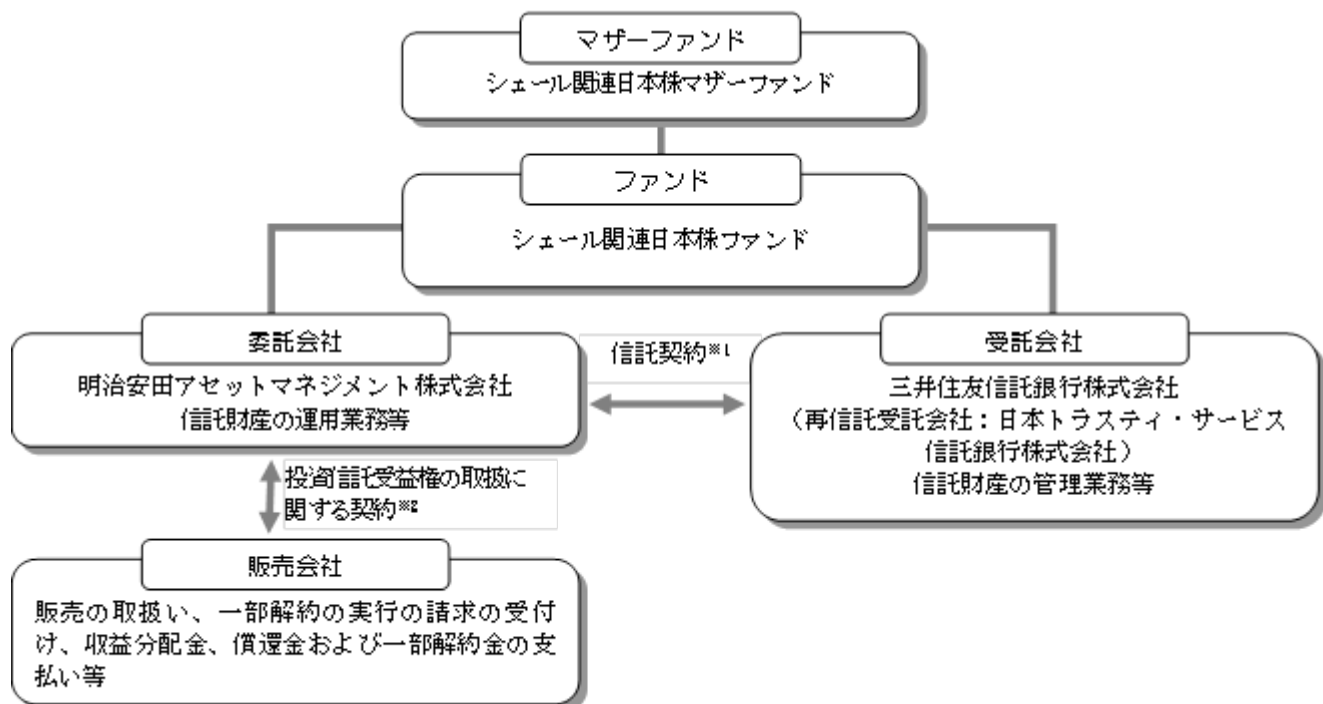 マザーファンド
シェール関連日本株マザーファンド
ファンド
シェール関連日本株ファンド
委託会社
明治安田アセットマネジメント株式会社
信託財産の運用業務等
信託契約※1
受託会社
三井住友信託銀行株式会社
（再信託受託会社：日本トラスティ・サービス
信託銀行株式会社）
信託財産の管理業務等
投資信託受益権の取扱に
関する契約※2
販売会社
販売の取扱い、一部解約の実行の請求の受付
け、収益分配金、償還金および一部解約金の支
払い等